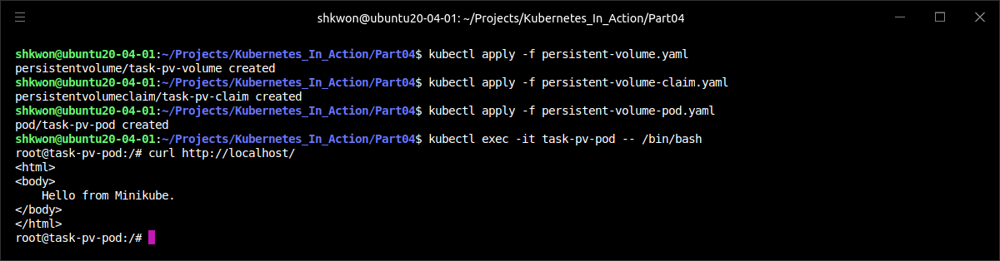 shkwon@ubuntu20-04-01: ~/Projects/Kubernetes_In_Action/Part04
shkwon@ubuntu20-04-01:~/Projects/Kubernetes_In_Action/Part04$ kubectl apply -f persistent-volume.yaml
persistentvolume/task-pv-volume created
shkwon@ubuntu20-04-01:~/Projects/Kubernetes_In_Action/Part04$ kubectl apply -f persistent-volume-claim.yaml
persistentvolumeclaim/task-pv-claim created
shkwon@ubuntu20-04-01:~/Projects/Kubernetes_In_Action/Part04$ kubectl apply -f persistent-volume-pod.yaml
pod/task-pv-pod created
shkwon@ubuntu20-04-01:~/Projects/Kubernetes_In_Action/Part04$ kubectl exec -it task-pv-pod -- /bin/bash
root@task-pv-pod:/# curl http://localhost/
<html>
<body>
    Hello from Minikube.
</body>
</html>
root@task-pv-pod:/#